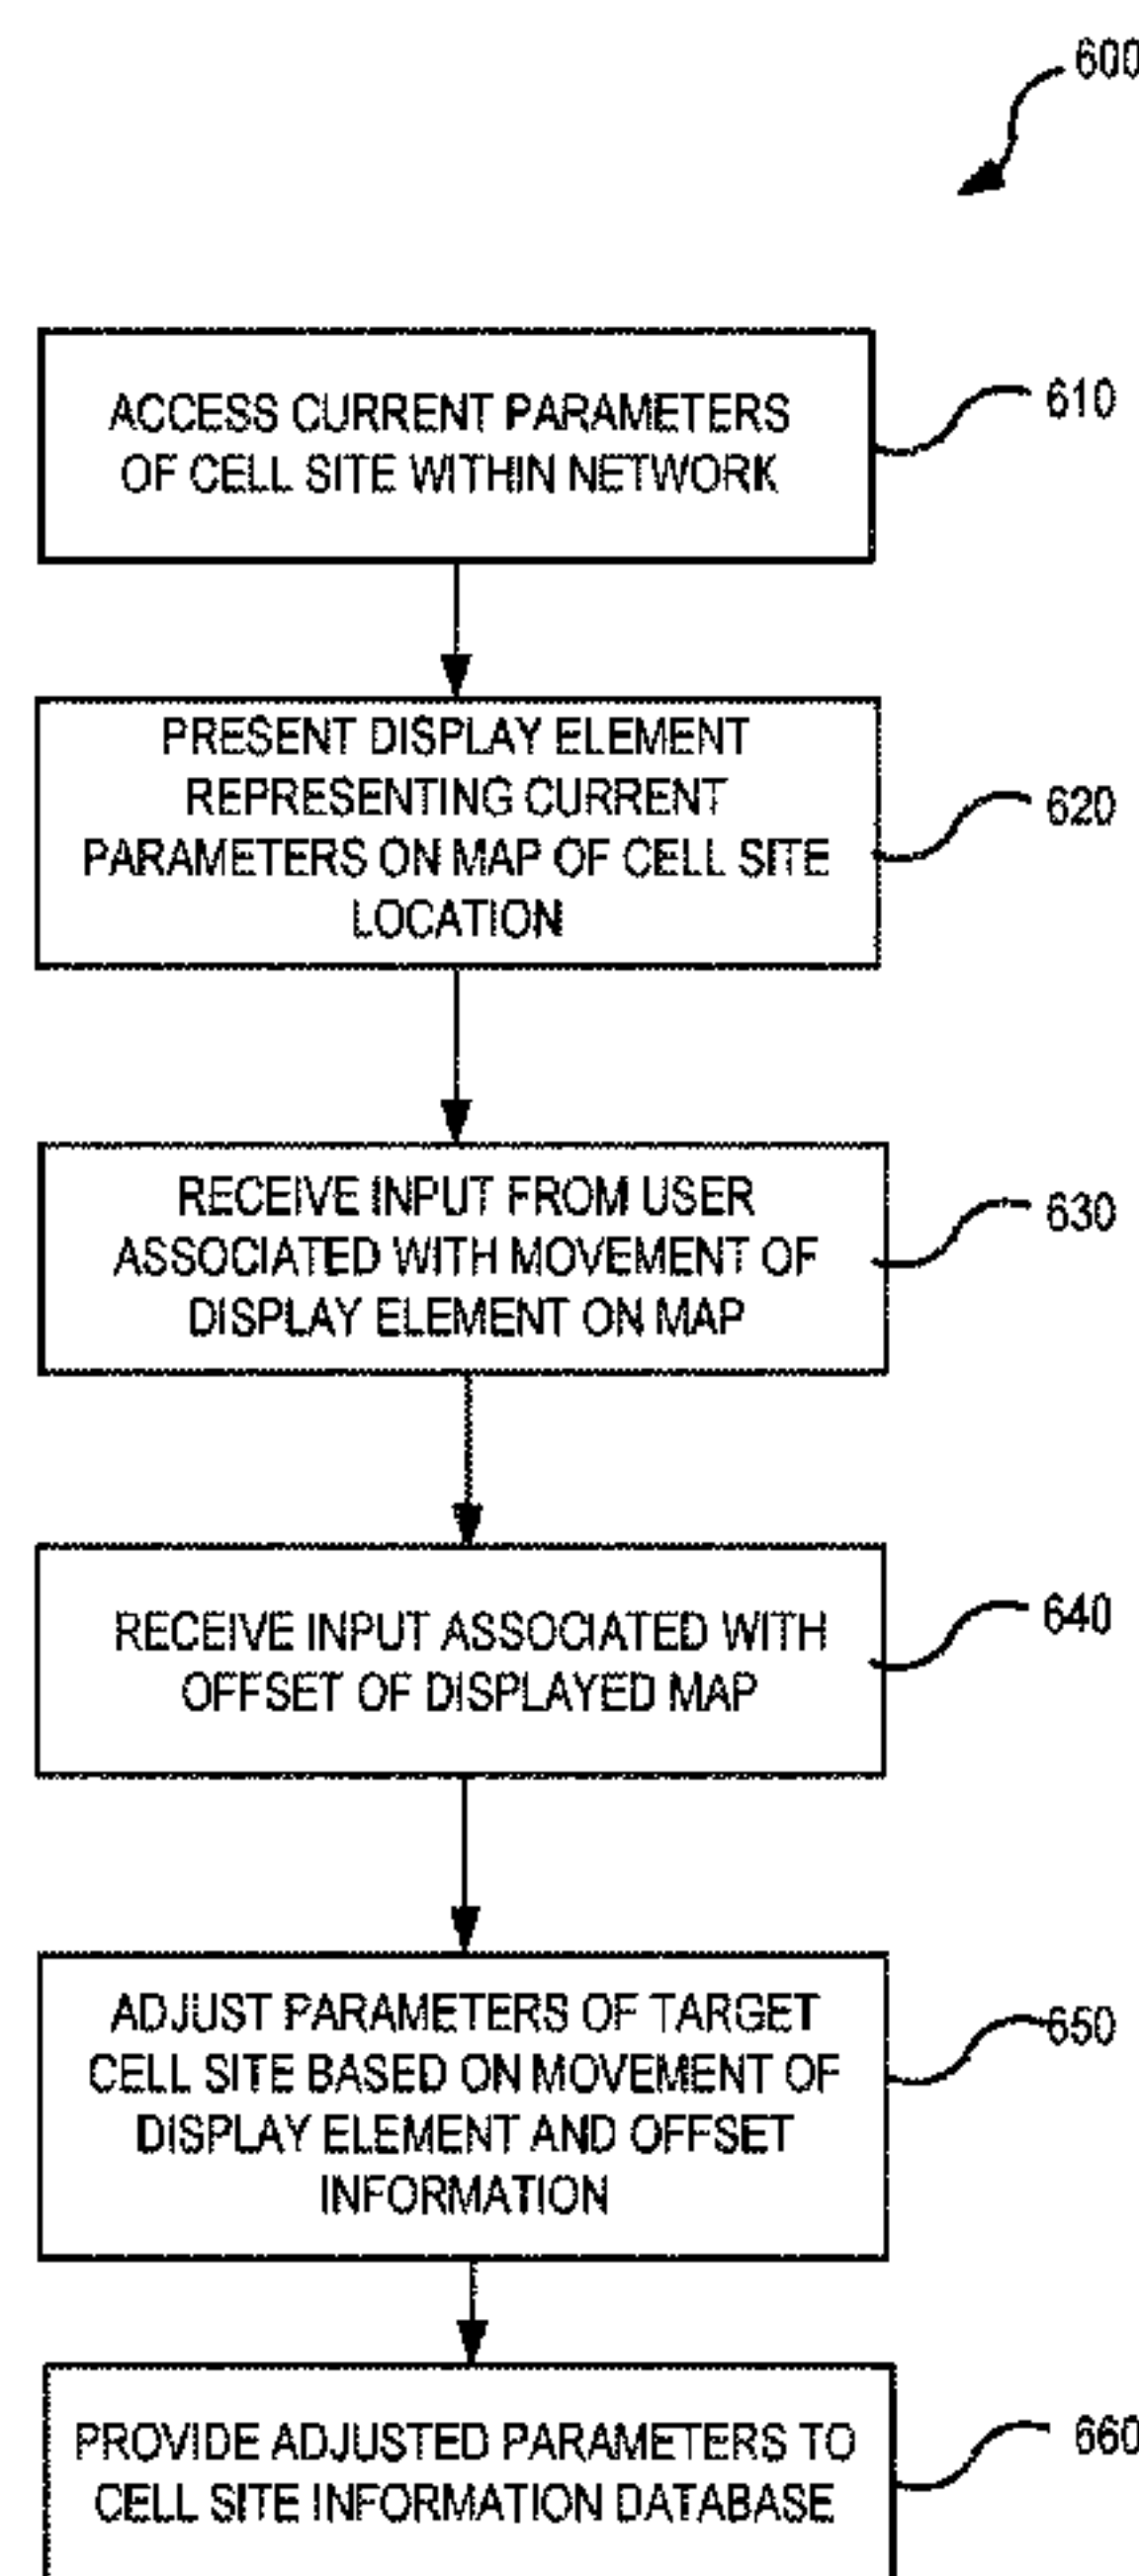 600
ACCESS CURRENT PARAMETERS
OF CELL SITE WITHIN NETWORK
610
PRESENT DISPLAY ELEMENT
REPRESENTING CURRENT
PARAMETERS ON MAP OF CELL SITE
LOCATION
620
RECEIVE INPUT FROM USER
ASSOCIATED WITH MOVEMENT OF
DISPLAY ELEMENT ON MAP
630
RECEIVE INPUT ASSOCIATED WITH
OFFSET OF DISPLAYED MAP
640
ADJUST PARAMETERS OF TARGET
CELL SITE BASED ON MOVEMENT OF
DISPLAY ELEMENT AND OFFSET
INFORMATION
650
PROVIDE ADJUSTED PARAMETERS TO
CELL SITE INFORMATION DATABASE
660